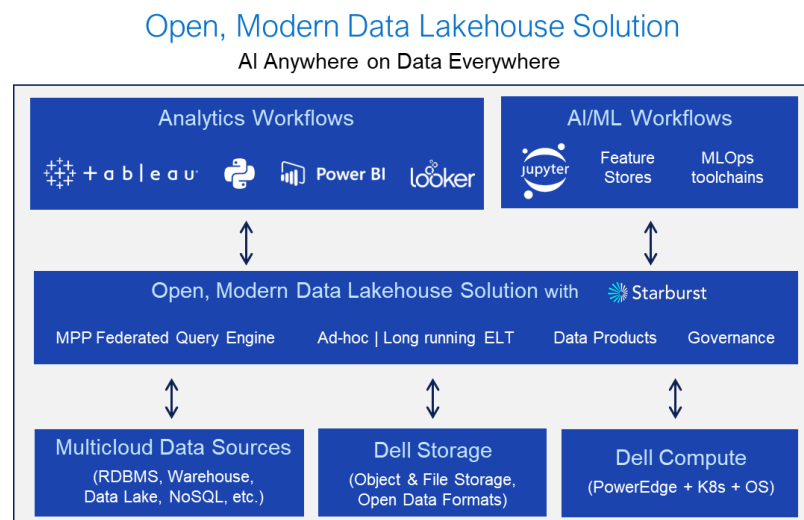 Open, Modern Data Lakehouse Solution
AI Anywhere on Data Everywhere
Analytics Workflows
+ a b l e a u
Power BI
looker
AI/ML Workflows
jupyter
Feature
Stores
MLOps
toolchains
Open, Modern Data Lakehouse Solution with Starburst
MPP Federated Query Engine
Ad-hoc | Long running ELT
Data Products
Governance
Multicloud Data Sources
(RDBMS, Warehouse,
Data Lake, NoSQL, etc.)
Dell Storage
(Object & File Storage,
Open Data Formats)
Dell Compute
(PowerEdge + K8s + OS)